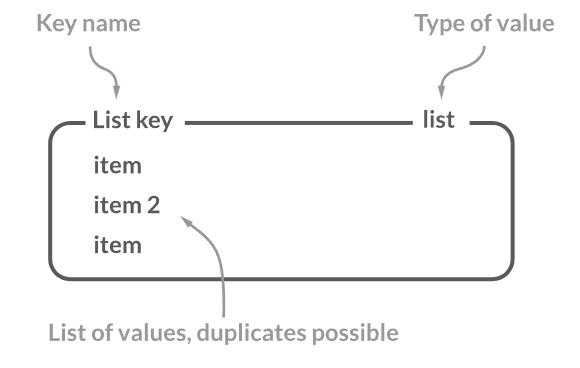 Key name
Type of value
List key
list
item
item 2
item
List of values, duplicates possible